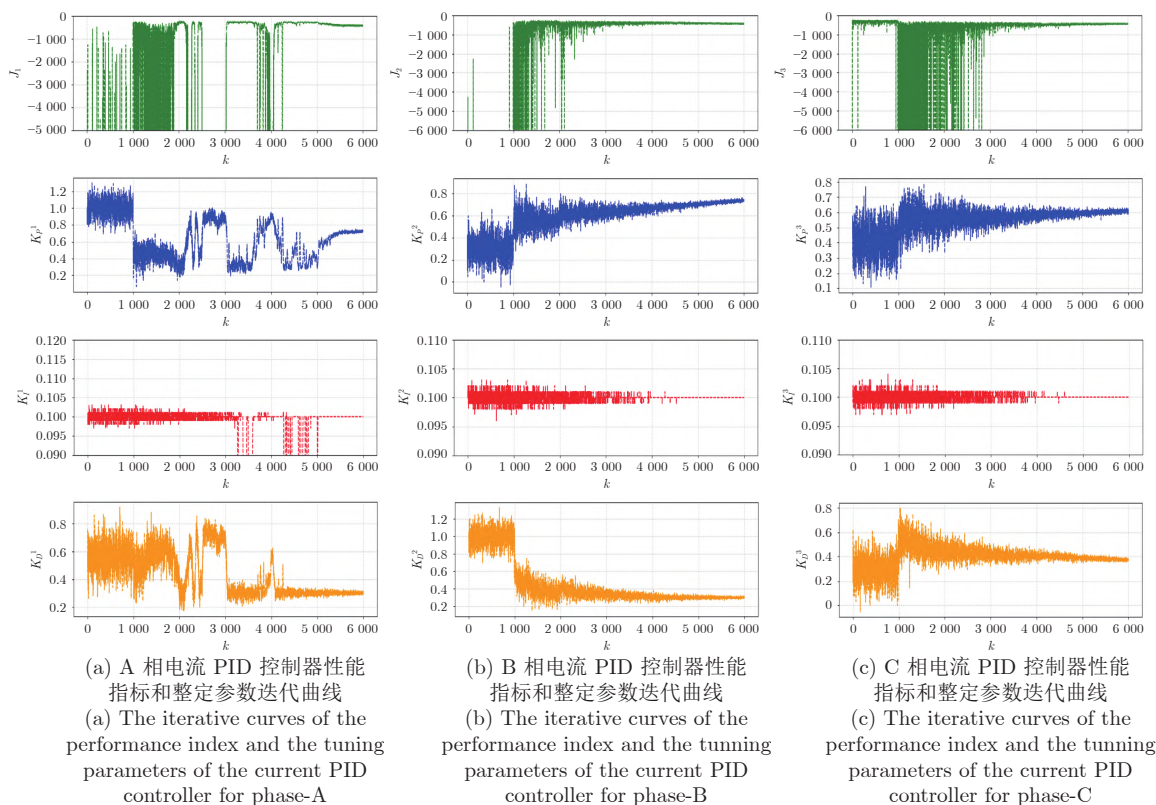 0
−1 000
−2 000
−3 000
−4 000
−5 000
J₁
0 1 000 2 000 3 000 4 000 5 000 6 000
k
1.2
1.0
0.8
0.6
0.4
0.2
K_P¹
0 1 000 2 000 3 000 4 000 5 000 6 000
k
0.120
0.115
0.110
0.105
0.100
0.095
0.090
K_I¹
0 1 000 2 000 3 000 4 000 5 000 6 000
k
0.8
0.6
0.4
0.2
K_D¹
0 1 000 2 000 3 000 4 000 5 000 6 000
k
(a) A 相电流 PID 控制器性能
指标和整定参数迭代曲线
(a) The iterative curves of the
performance index and the tuning
parameters of the current PID
controller for phase-A
0
−1 000
−2 000
−3 000
−4 000
−5 000
−6 000
J₂
0 1 000 2 000 3 000 4 000 5 000 6 000
k
0.8
0.6
0.4
0.2
0
K_P²
0 1 000 2 000 3 000 4 000 5 000 6 000
k
0.110
0.105
0.100
0.095
0.090
K_I²
0 1 000 2 000 3 000 4 000 5 000 6 000
k
1.2
1.0
0.8
0.6
0.4
0.2
K_D²
0 1 000 2 000 3 000 4 000 5 000 6 000
k
(b) B 相电流 PID 控制器性能
指标和整定参数迭代曲线
(b) The iterative curves of the
performance index and the tunning
parameters of the current PID
controller for phase-B
0
−1 000
−2 000
−3 000
−4 000
−5 000
−6 000
J₃
0 1 000 2 000 3 000 4 000 5 000 6 000
k
0.8
0.7
0.6
0.5
0.4
0.3
0.2
0.1
K_P³
0 1 000 2 000 3 000 4 000 5 000 6 000
k
0.110
0.105
0.100
0.095
0.090
K_I³
0 1 000 2 000 3 000 4 000 5 000 6 000
k
0.8
0.6
0.4
0.2
0
K_D³
0 1 000 2 000 3 000 4 000 5 000 6 000
k
(c) C 相电流 PID 控制器性能
指标和整定参数迭代曲线
(c) The iterative curves of the
performance index and the tunning
parameters of the current PID
controller for phase-C